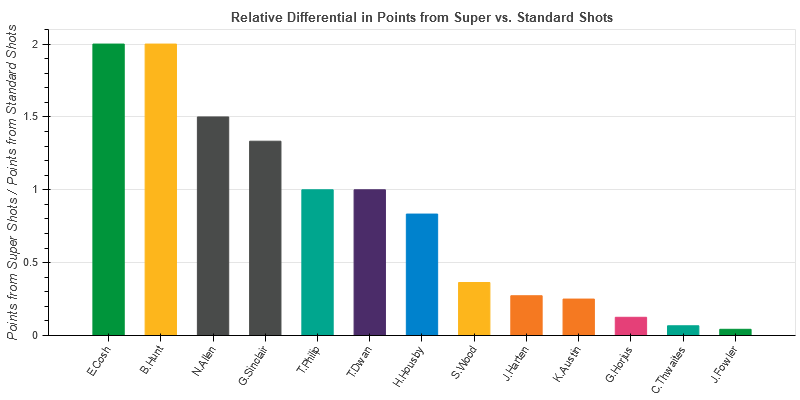 Relative Differential in Points from Super vs. Standard Shots
Points from Super Shots / Points from Standard Shots
2
1.5
1
0.5
0
E.Cosh
B.Hunt
N.Allen
G.Sinclair
T.Philip
T.Dwan
H.Housby
S.Wood
J.Harten
K.Austin
G.Horjus
C.Thwaites
J.Fowler